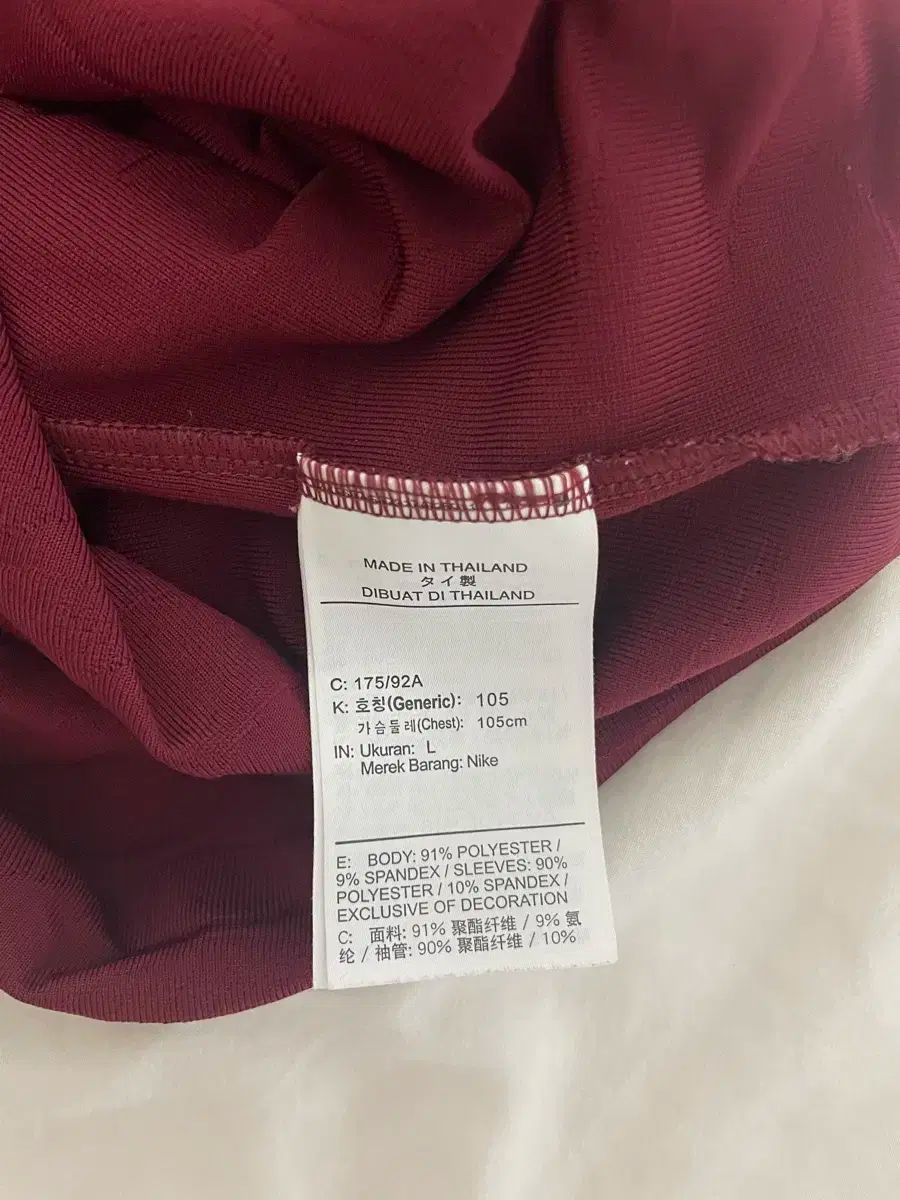 MADE IN THAILAND
タイ製
DIBUAT DI THAILAND
C: 175/92A
K: 호칭(Generic): 105
가슴둘레(Chest): 105cm
IN: Ukuran: L
Merek Barang: Nike
E: BODY: 91% POLYESTER /
9% SPANDEX / SLEEVES: 90%
POLYESTER / 10% SPANDEX /
EXCLUSIVE OF DECORATION
C: 面料: 91% 聚酯纤维 / 9% 氨
纶 / 袖管: 90% 聚酯纤维 / 10%